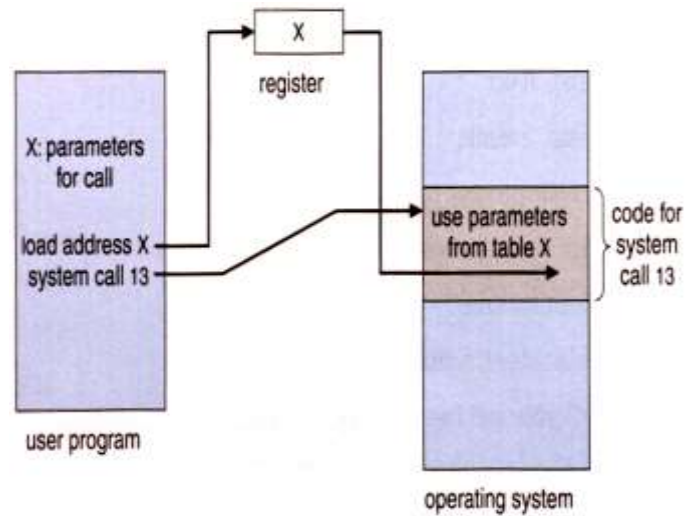 X
register
X: parameters
for call
load address X
system call 13
use parameters
from table X
code for
system
call 13
user program
operating system